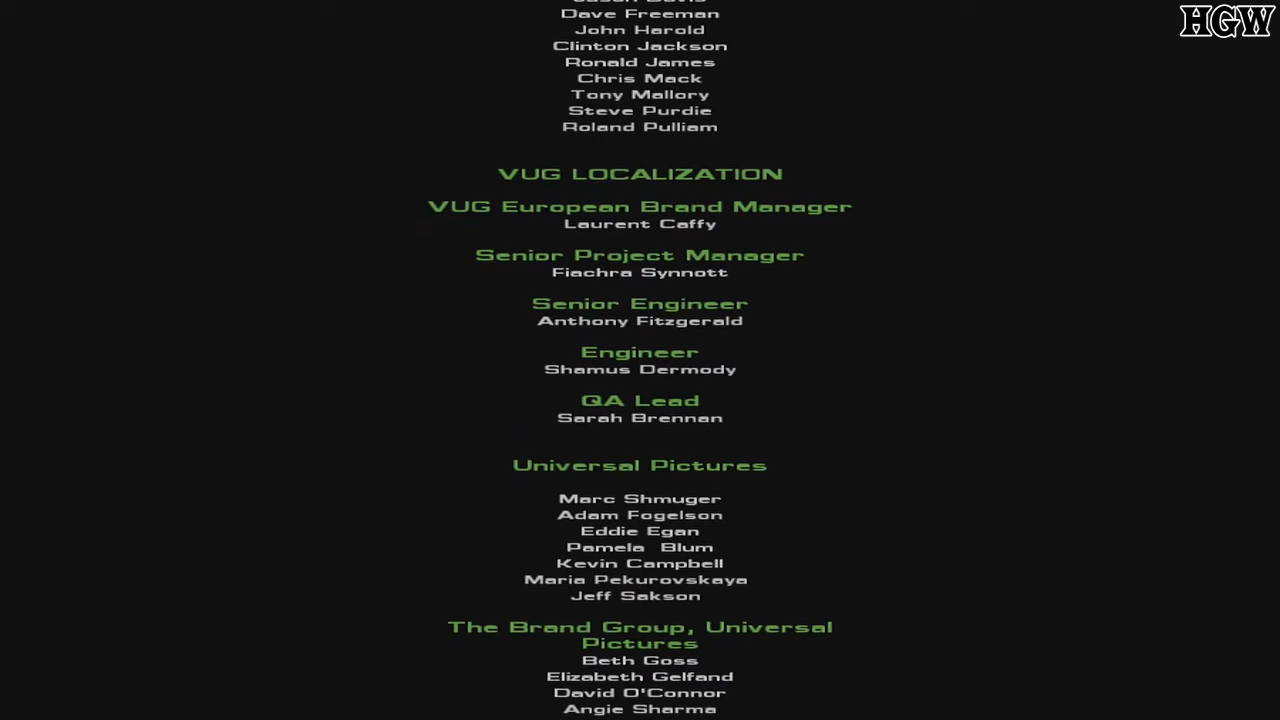 HGW
Dave Freeman
John Harold
Clinton Jackson
Ronald James
Chris Mack
Tony Mallory
Steve Purdie
Roland Pulliam
VUG LOCALIZATION
VUG European Brand Manager
Laurent Caffy
Senior Project Manager
Fiachra Synnott
Senior Engineer
Anthony Fitzgerald
Engineer
Shamus Dermody
QA Lead
Sarah Brennan
Universal Pictures
Marc Shmuger
Adam Fogelson
Eddie Egan
Pamela  Blum
Kevin Campbell
Maria Pekurovskaya
Jeff Sakson
The Brand Group, Universal
Pictures
Beth Goss
Elizabeth Gelfand
David O'Connor
Angie Sharma